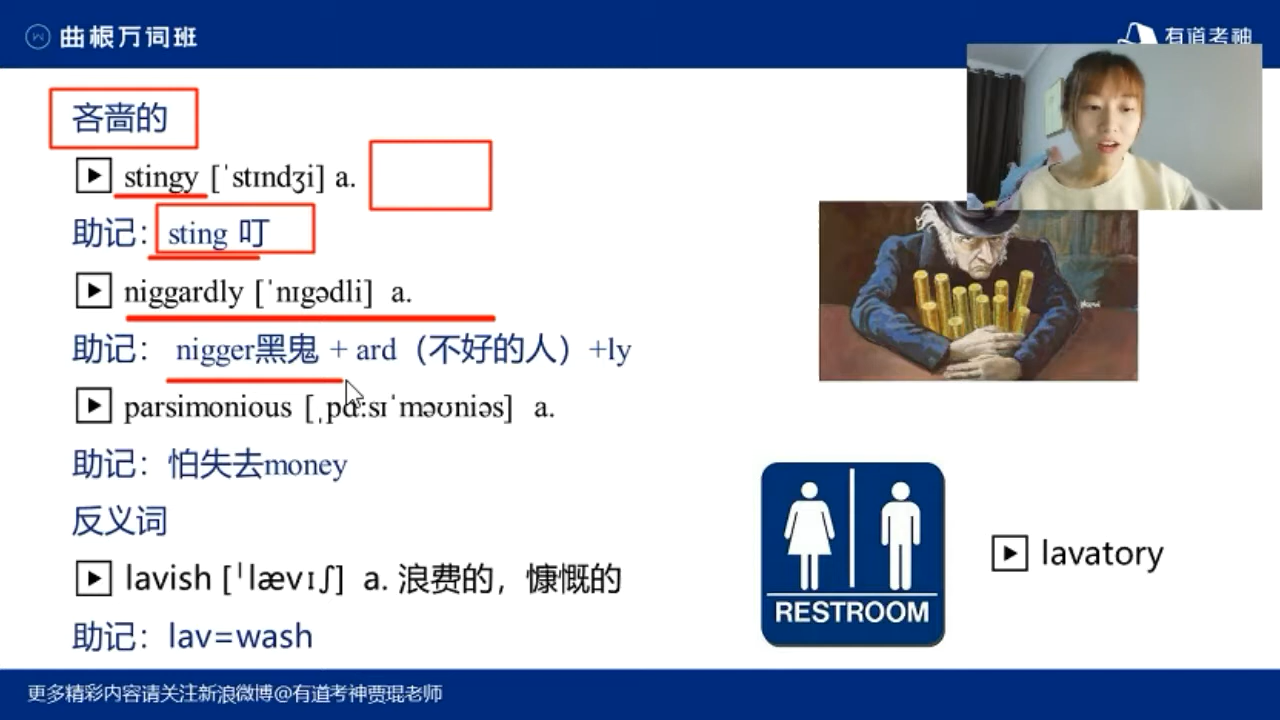 曲根万词班
有道考神
吝啬的
stingy [ˈstɪndʒi] a.
助记：sting 叮
niggardly [ˈnɪgədli] a.
助记： nigger黑鬼 + ard（不好的人）+ly
parsimonious [ˌpɑːsɪˈməʊniəs] a.
助记：怕失去money
反义词
lavish [ˈlævɪʃ] a. 浪费的，慷慨的
助记：lav=wash
RESTROOM
lavatory
更多精彩内容请关注新浪微博@有道考神贾琨老师